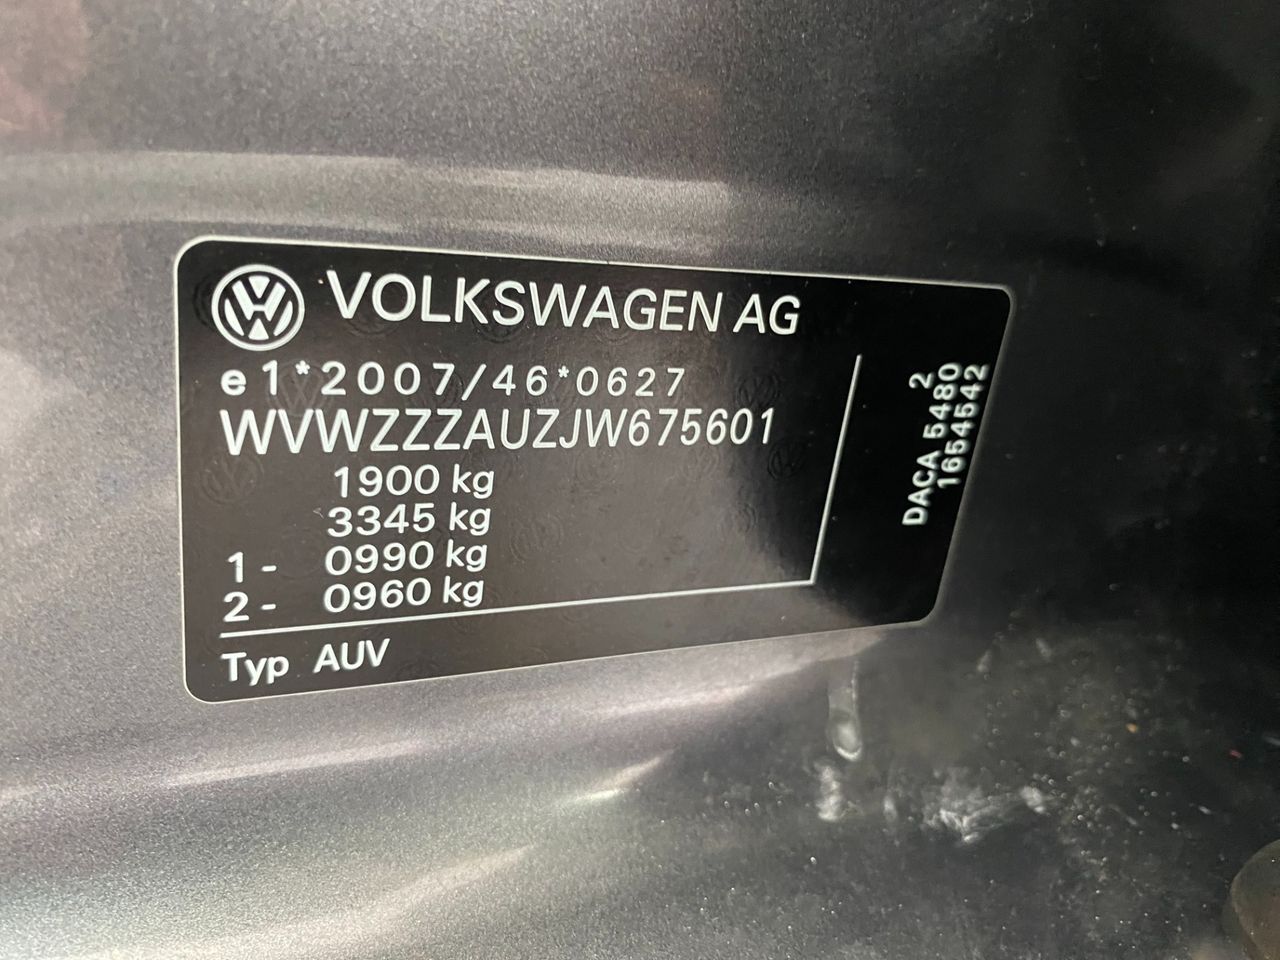 VOLKSWAGEN AG
e1*2007/46*0627
WVWZZZAUZJW675601
1900 kg
3345 kg
1- 0990 kg
2- 0960 kg
Typ AUV
2
DACA 5480
1654542